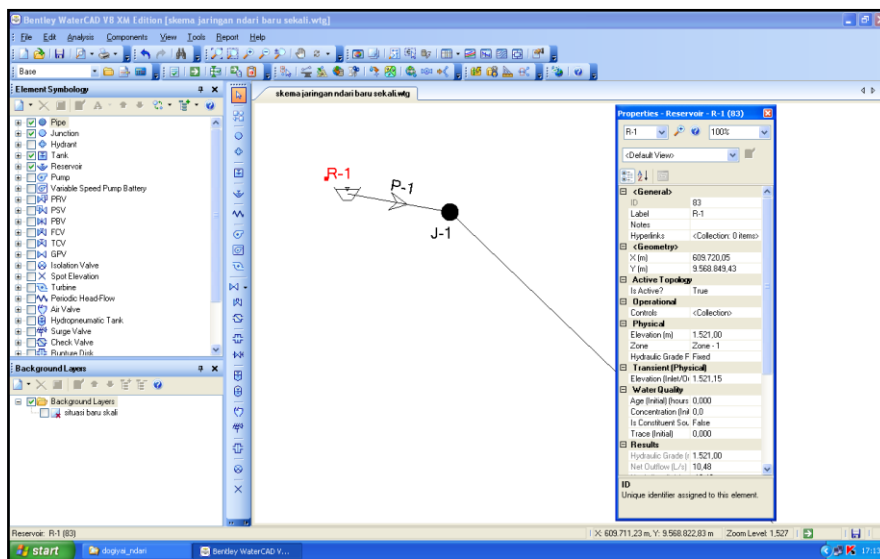 Bentley WaterCAD V8 XM Edition [skema jaringan ndari baru sekali.wtg]
File Edit Analysis Components View Tools Report Help
Base
Element Symbology
Pipe
Junction
Hydrant
Tank
Reservoir
Pump
Variable Speed Pump Battery
PRV
PSV
PBV
FCV
TCV
GPV
Isolation Valve
Spot Elevation
Turbine
Periodic Head-Flow
Air Valve
Hydropneumatic Tank
Surge Valve
Check Valve
Rupture Disk
Background Layers
Background Layers
situasi baru skali
skema jaringan ndari baru sekali.wtg
R-1
P-1
J-1
Properties - Reservoir - R-1 (83)
R-1 100%
<Default View>
<General>
ID 83
Label R-1
Notes
Hyperlinks <Collection: 0 items>
<Geometry>
X (m) 609.720,05
Y (m) 9.568.849,43
Active Topology
Is Active? True
Operational
Controls <Collection>
Physical
Elevation (m) 1.521,00
Zone Zone - 1
Hydraulic Grade F Fixed
Transient (Physical)
Elevation (Inlet/O 1.521,15
Water Quality
Age (Initial) (hours 0,000
Concentration (Init 0,0
Is Constituent Sou False
Trace (Initial) 0,000
Results
Hydraulic Grade (r 1.521,00
Net Outflow (L/s) 10,48
ID
Unique identifier assigned to this element.
Reservoir: R-1 (83)
X: 609.711,23 m, Y: 9.568.822,83 m Zoom Level: 1,527
start dogiyai_ndari Bentley WaterCAD V... 17:13